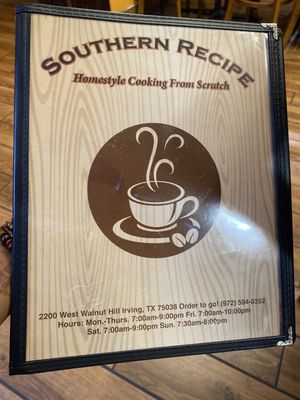 SOUTHERN RECIPE
Homestyle Cooking From Scratch
2200 West Walnut Hill Irving, TX 75038 Order to go! (972) 594-0352
Hours: Mon.-Thurs. 7:00am-9:00pm Fri. 7:00am-10:00pm
Sat. 7:00am-9:00pm Sun. 7:30am-8:00pm